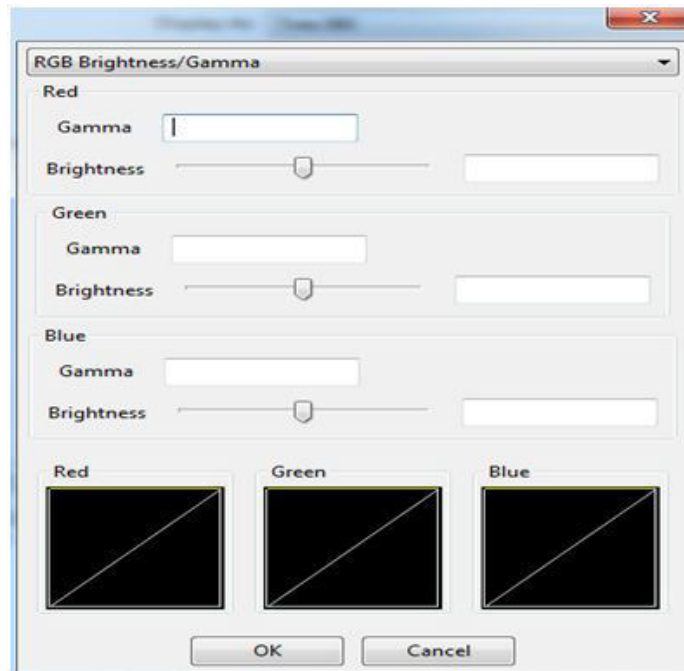 RGB Brightness/Gamma
Red
Gamma
Brightness
Green
Gamma
Brightness
Blue
Gamma
Brightness
Red Green Blue
OK Cancel